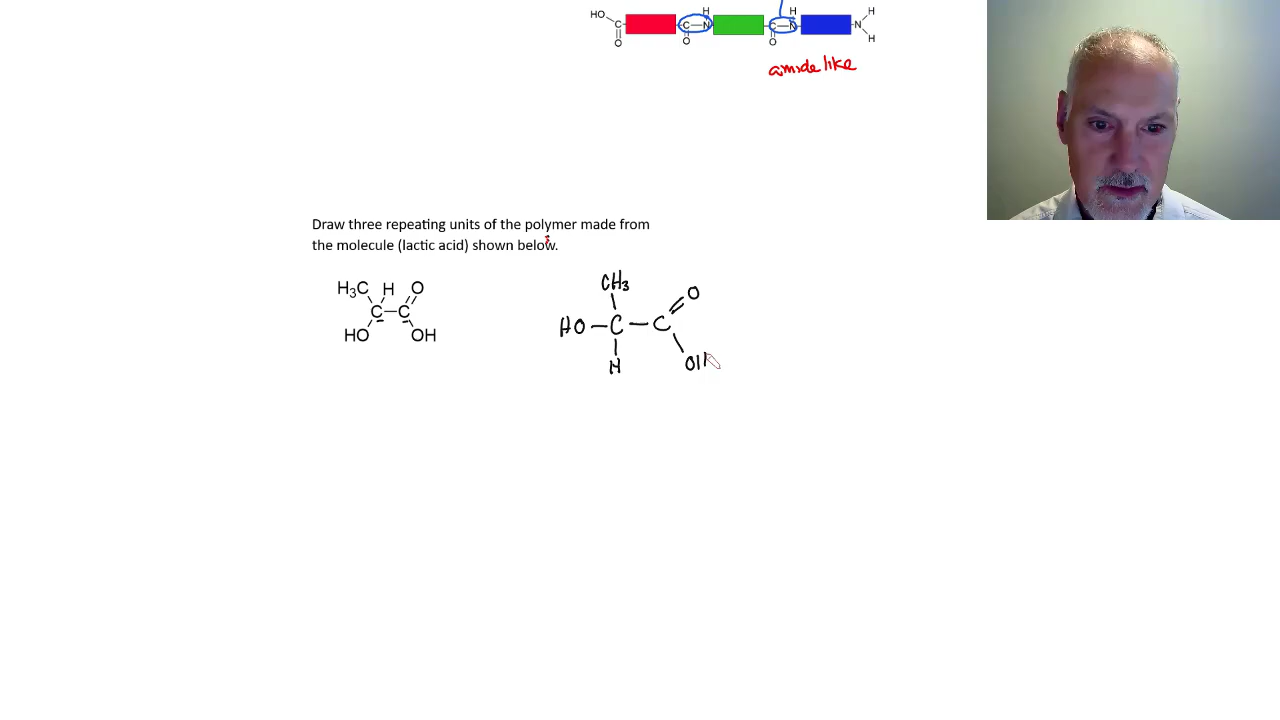 H H H
HO C C N C N N
O O O H
amide like
Draw three repeating units of the polymer made from
the molecule (lactic acid) shown below.
H₃C H O
C C
HO OH
CH₃
O
HO C C
H OH